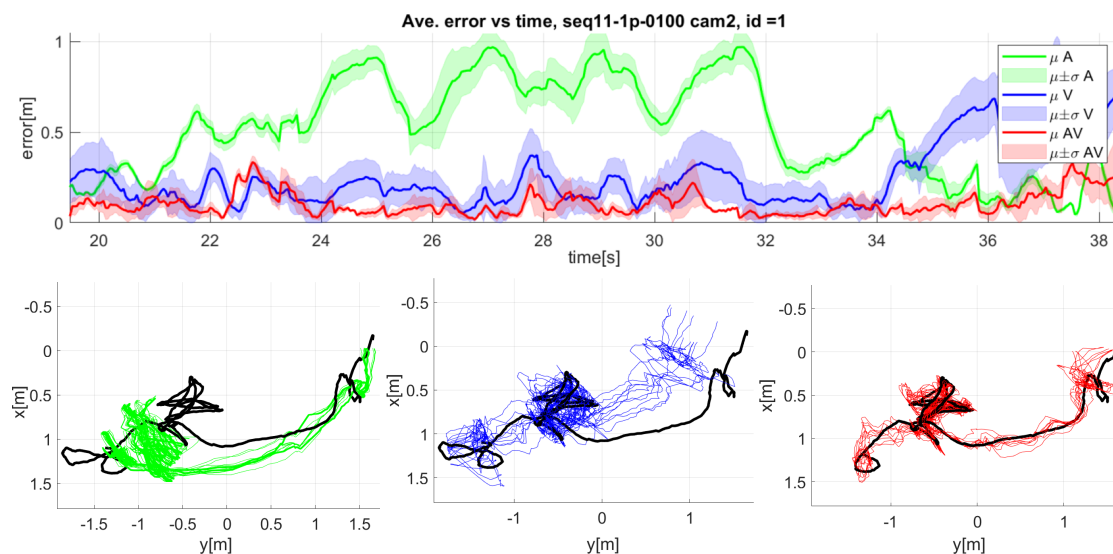 Ave. error vs time, seq11-1p-0100 cam2, id =1
1
0.5
0
error[m]
20 22 24 26 28 30 32 34 36 38
time[s]
μ A
μ±σ A
μ V
μ±σ V
μ AV
μ±σ AV
-0.5
0
0.5
1
1.5
x[m]
-1.5 -1 -0.5 0 0.5 1 1.5
y[m]
-0.5
0
0.5
1
1.5
x[m]
-1 0 1
y[m]
-0.5
0
0.5
1
1.5
x[m]
-1 0 1
y[m]